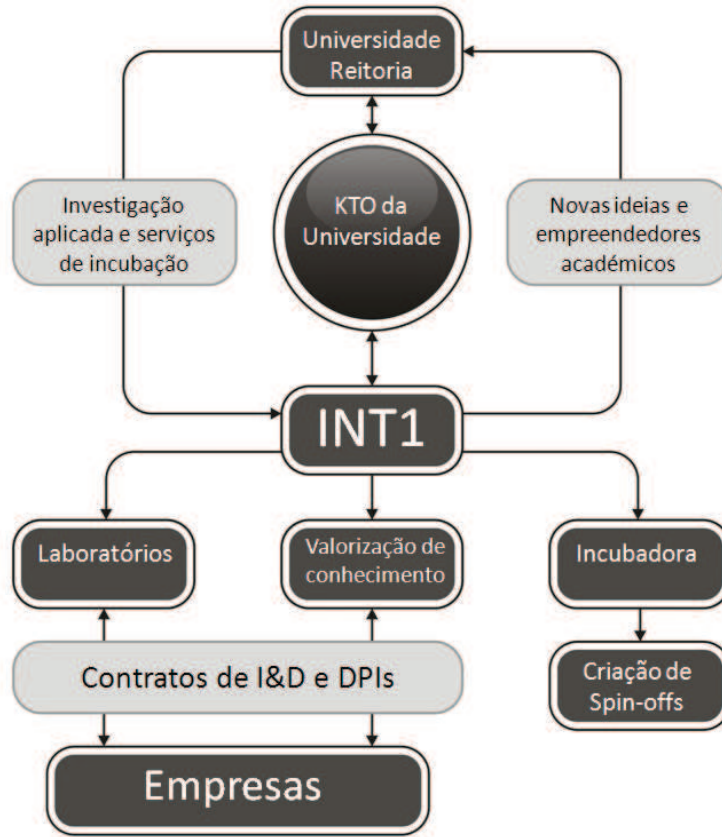 Universidade
Reitoria
Investigação
aplicada e serviços
de incubação
KTO da
Universidade
Novas ideias e
empreendedores
académicos
INT1
Laboratórios
Valorização de
conhecimento
Incubadora
Contratos de I&D e DPIs
Criação de
Spin-offs
Empresas